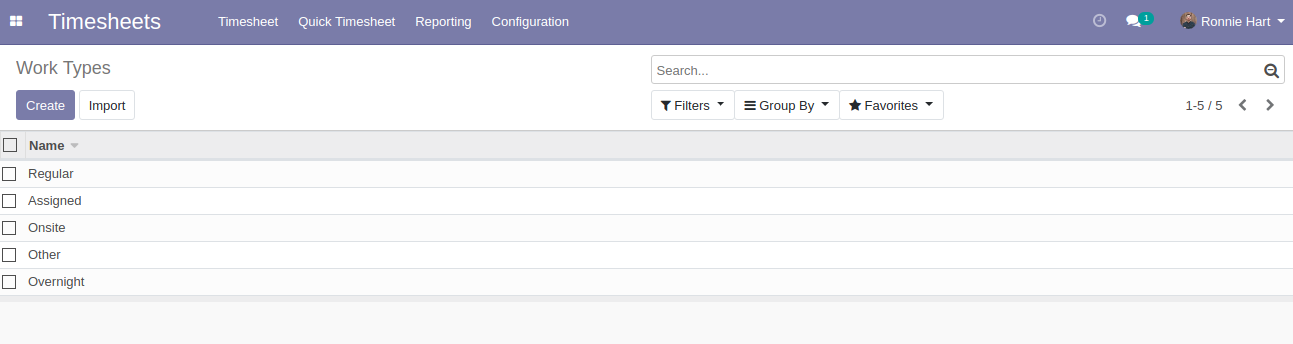 Timesheets Timesheet Quick Timesheet Reporting Configuration 1 Ronnie Hart
Work Types
Search...
Create Import Filters Group By Favorites 1-5 / 5
Name
Regular
Assigned
Onsite
Other
Overnight